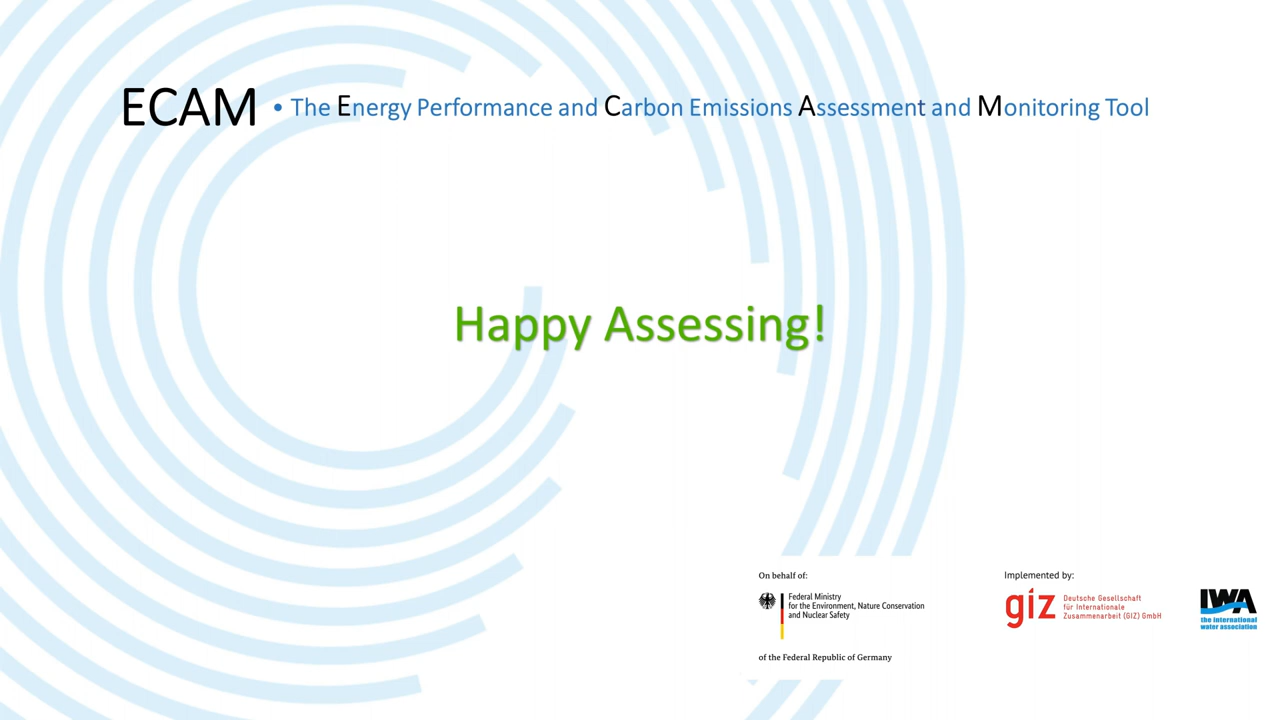 ECAM • The Energy Performance and Carbon Emissions Assessment and Monitoring Tool
Happy Assessing!
On behalf of:
Federal Ministry
for the Environment, Nature Conservation
and Nuclear Safety
of the Federal Republic of Germany
Implemented by:
giz Deutsche Gesellschaft
für Internationale
Zusammenarbeit (GIZ) GmbH
IWA
the international
water association